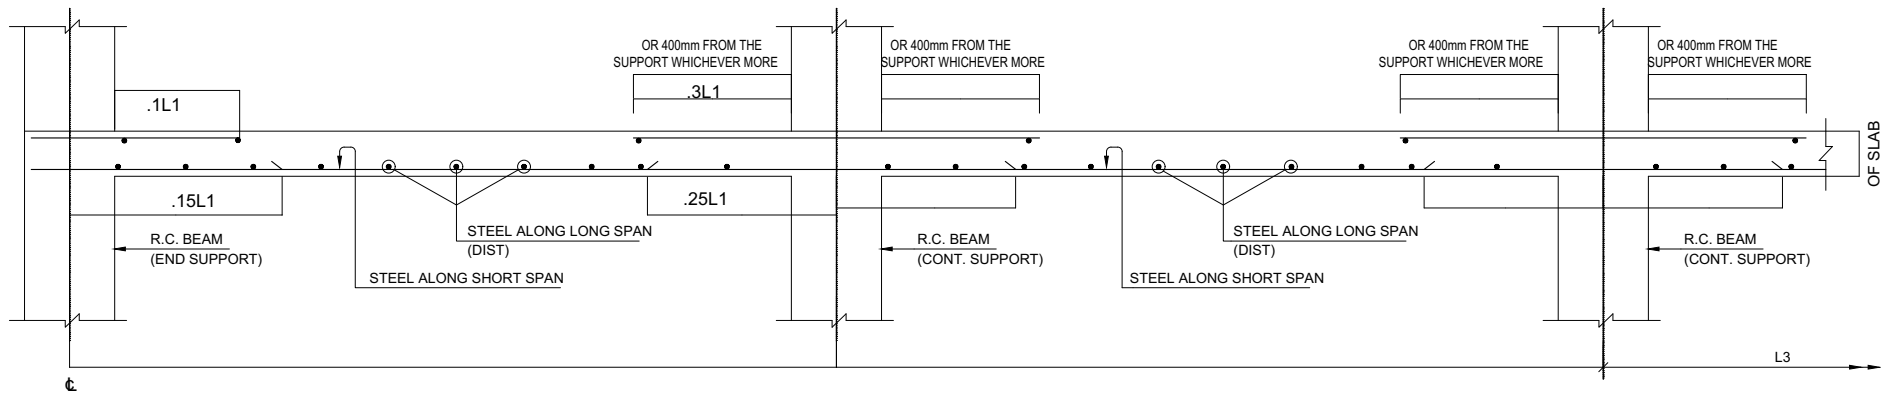 OR 400mm FROM THE
SUPPORT WHICHEVER MORE
OR 400mm FROM THE
SUPPORT WHICHEVER MORE
OR 400mm FROM THE
SUPPORT WHICHEVER MORE
OR 400mm FROM THE
SUPPORT WHICHEVER MORE
.1L1
.3L1
OF SLAB
.15L1
.25L1
R.C. BEAM
(END SUPPORT)
STEEL ALONG LONG SPAN
(DIST)
STEEL ALONG SHORT SPAN
R.C. BEAM
(CONT. SUPPORT)
STEEL ALONG LONG SPAN
(DIST)
STEEL ALONG SHORT SPAN
R.C. BEAM
(CONT. SUPPORT)
L3
℄